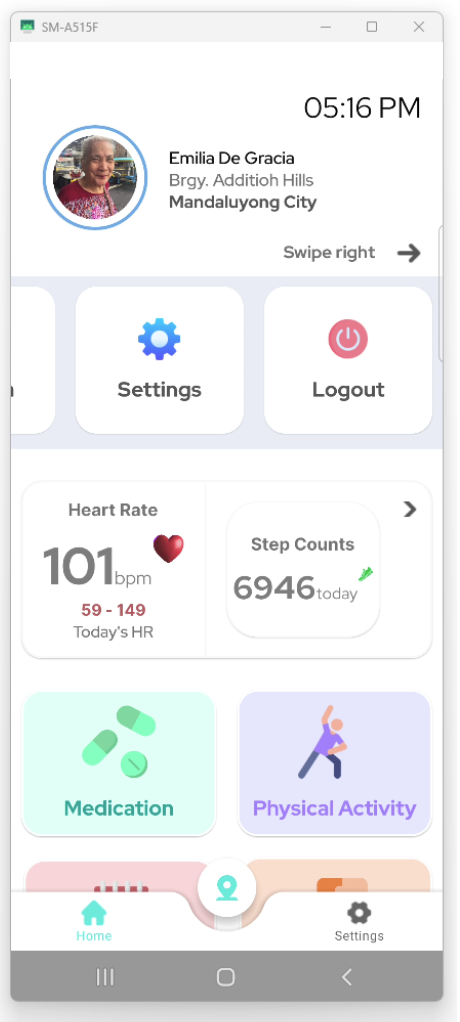 SM-A515F
05:16 PM
Emilia De Gracia
Brgy. Additioh Hills
Mandaluyong City
Swipe right
Settings
Logout
Heart Rate
101bpm
59 - 149
Today's HR
Step Counts
6946today
Medication
Physical Activity
Home
Settings